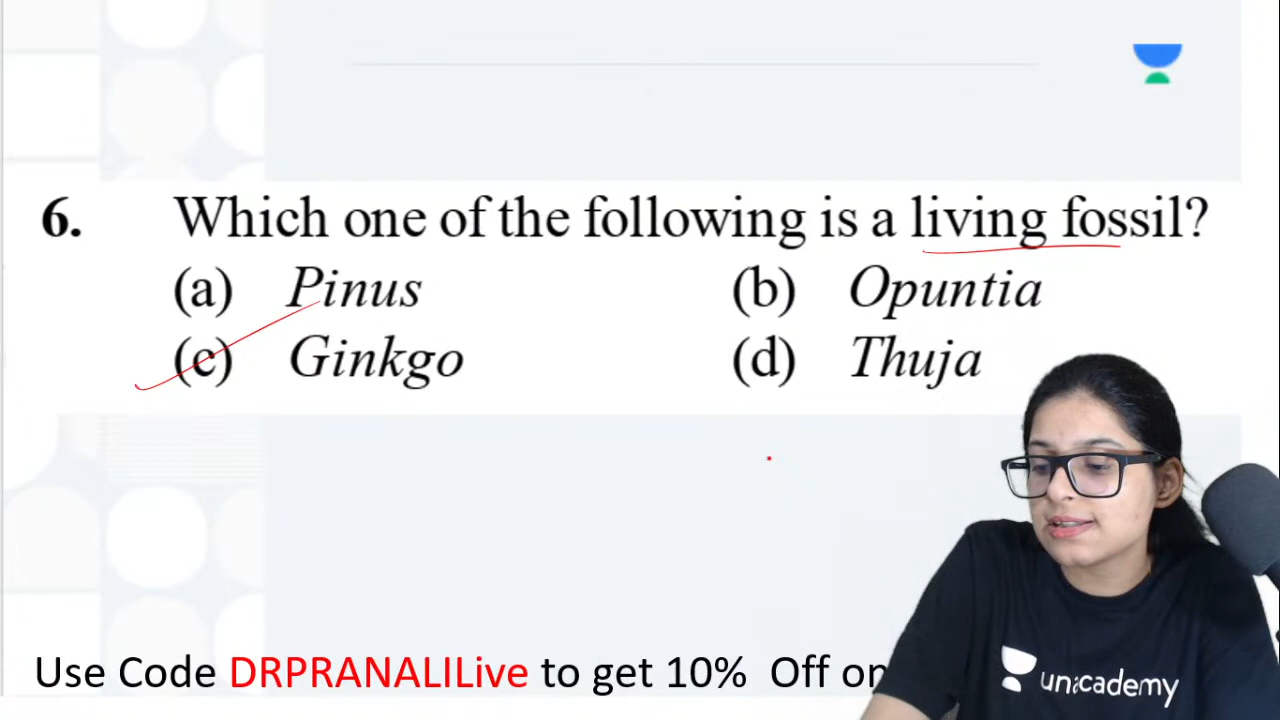 6. Which one of the following is a living fossil?
(a) Pinus (b) Opuntia
(c) Ginkgo (d) Thuja
Use Code DRPRANALILive to get 10% Off on
unacademy